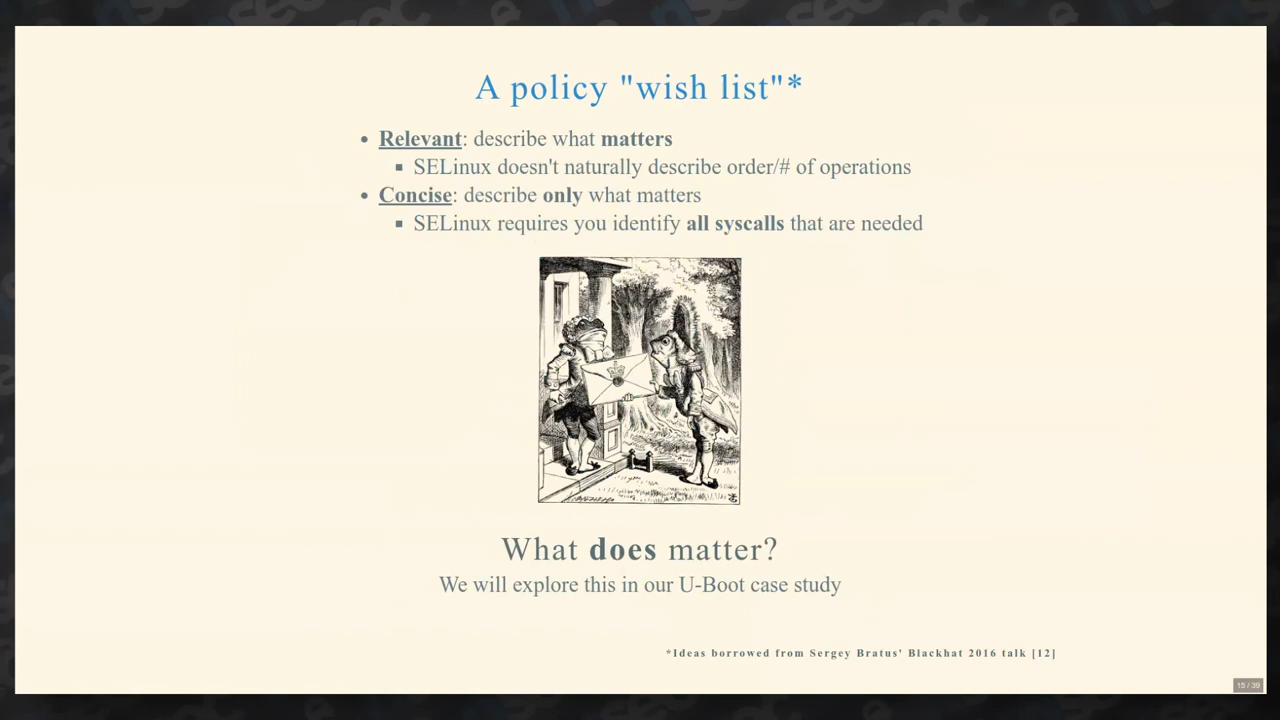 A policy "wish list"*
• Relevant: describe what matters
▪ SELinux doesn't naturally describe order/# of operations
• Concise: describe only what matters
▪ SELinux requires you identify all syscalls that are needed
What does matter?
We will explore this in our U-Boot case study
*Ideas borrowed from Sergey Bratus' Blackhat 2016 talk [12]
15 / 39